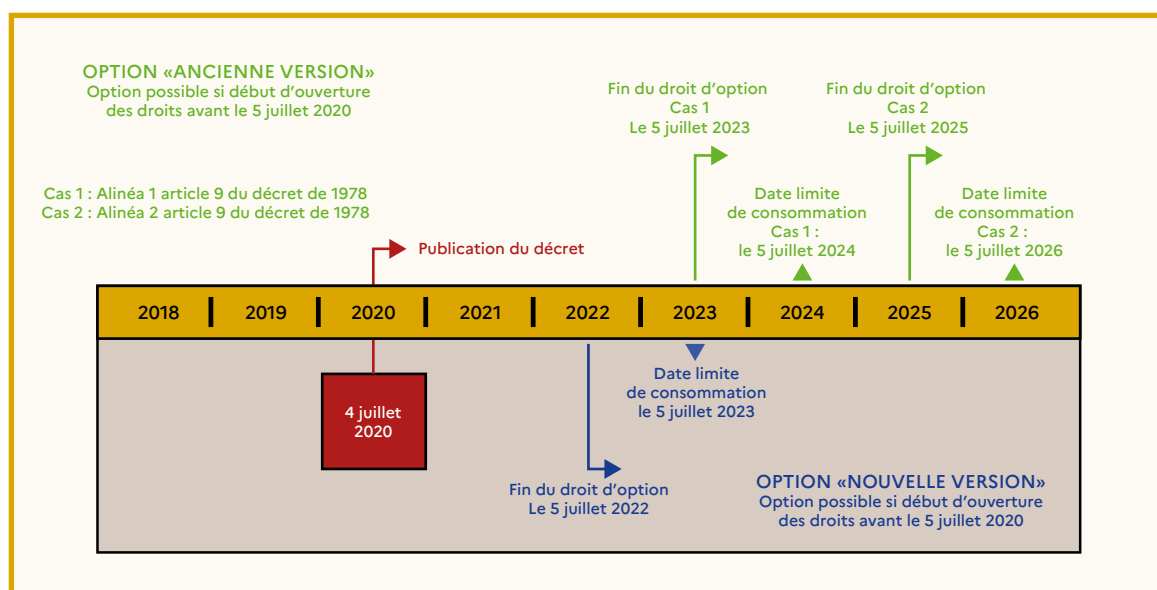 OPTION «ANCIENNE VERSION»
Option possible si début d'ouverture
des droits avant le 5 juillet 2020
Cas 1 : Alinéa 1 article 9 du décret de 1978
Cas 2 : Alinéa 2 article 9 du décret de 1978
Publication du décret
Fin du droit d'option
Cas 1
Le 5 juillet 2023
Fin du droit d'option
Cas 2
Le 5 juillet 2025
Date limite
de consommation
Cas 1 :
le 5 juillet 2024
Date limite
de consommation
Cas 2 :
le 5 juillet 2026
2018 2019 2020 2021 2022 2023 2024 2025 2026
4 juillet
2020
Date limite
de consommation
le 5 juillet 2023
Fin du droit d'option
Le 5 juillet 2022
OPTION «NOUVELLE VERSION»
Option possible si début d'ouverture
des droits avant le 5 juillet 2020